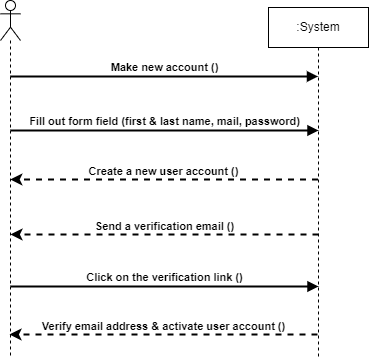 :System
Make new account ()
Fill out form field (first & last name, mail, password)
Create a new user account ()
Send a verification email ()
Click on the verification link ()
Verify email address & activate user account ()